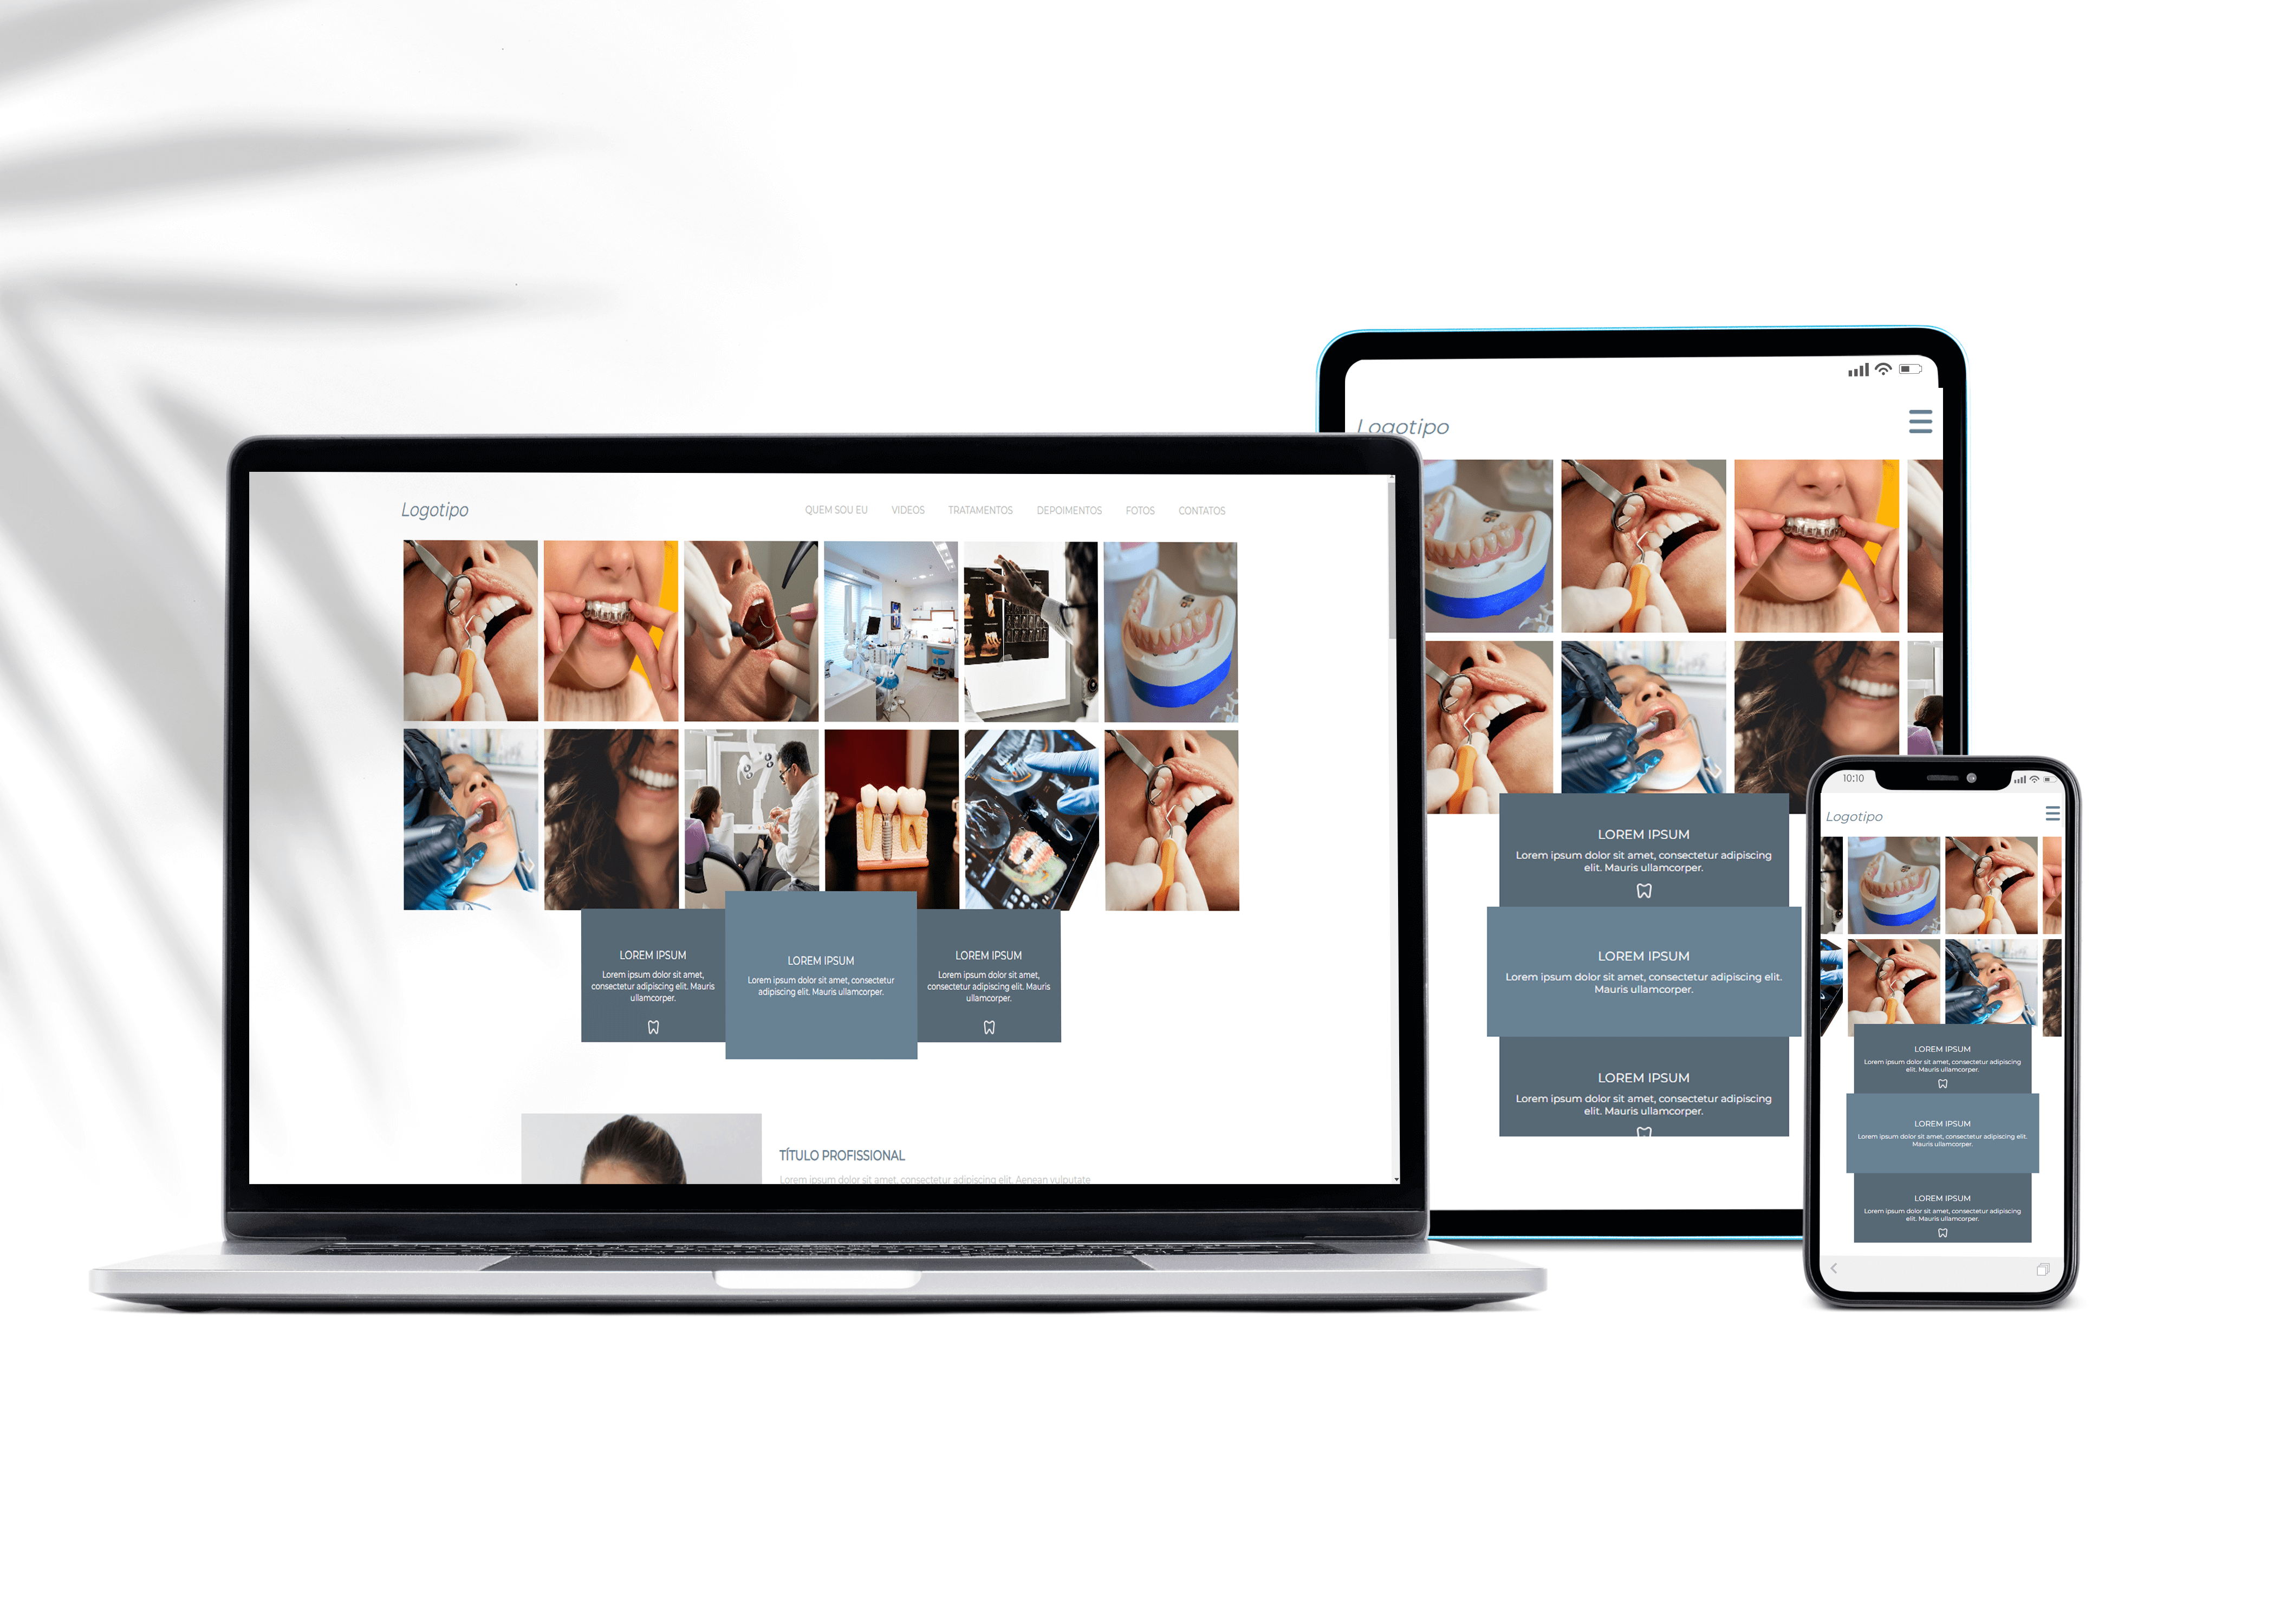 Logotipo
QUEM SOU EU VIDEOS TRATAMENTOS DEPOIMENTOS FOTOS CONTATOS
LOREM IPSUM
Lorem ipsum dolor sit amet,
consectetur adipiscing elit. Mauris
ullamcorper.
LOREM IPSUM
Lorem ipsum dolor sit amet, consectetur
adipiscing elit. Mauris ullamcorper.
LOREM IPSUM
Lorem ipsum dolor sit amet,
consectetur adipiscing elit. Mauris
ullamcorper.
TÍTULO PROFISSIONAL
Lorem ipsum dolor sit amet, consectetur adipiscing elit. Aenean vulputate
Logotipo
LOREM IPSUM
Lorem ipsum dolor sit amet, consectetur adipiscing
elit. Mauris ullamcorper.
LOREM IPSUM
Lorem ipsum dolor sit amet, consectetur adipiscing elit.
Mauris ullamcorper.
LOREM IPSUM
Lorem ipsum dolor sit amet, consectetur adipiscing
elit. Mauris ullamcorper.
10:10
Logotipo
LOREM IPSUM
Lorem ipsum dolor sit amet, consectetur adipiscing
elit. Mauris ullamcorper.
LOREM IPSUM
Lorem ipsum dolor sit amet, consectetur adipiscing elit.
Mauris ullamcorper.
LOREM IPSUM
Lorem ipsum dolor sit amet, consectetur adipiscing
elit. Mauris ullamcorper.